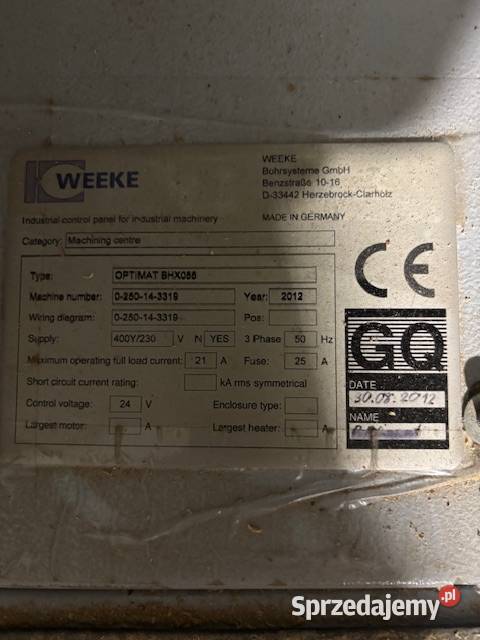 WEEKE
WEEKE
Bohrsysteme GmbH
Benzstraße 10-16
D-33442 Herzebrock-Clarholz
Industrial control panel for industrial machinery
MADE IN GERMANY
Category: Machining centre
Type: OPTIMAT BHX055
Machine number: 0-250-14-3319 Year: 2012
Wiring diagram: 0-250-14-3319 Pos:
Supply: 400Y/230 V N YES 3 Phase 50 Hz
Maximum operating full load current: 21 A Fuse: 25 A
Short circuit current rating: kA rms symmetrical
Control voltage: 24 V Enclosure type:
Largest motor: A Largest heater: A
CE
GQ
DATE
30.08.2012
NAME
Sprzedajemy.pl